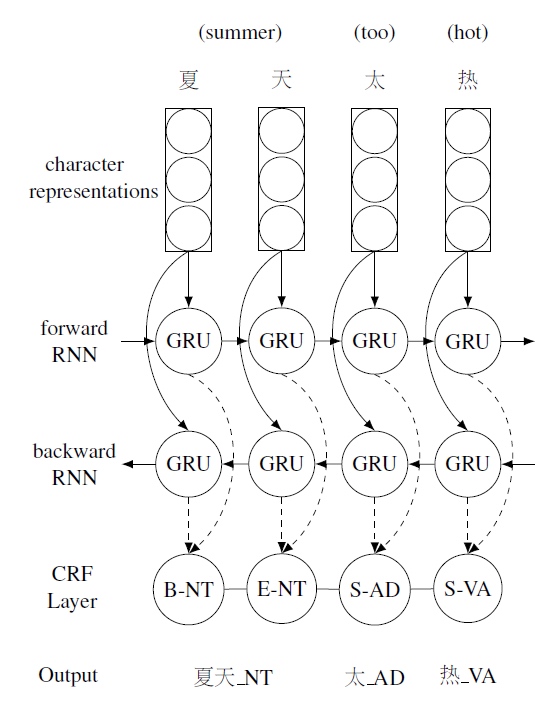 (summer) (too) (hot)
夏 天 太 热
character
representations
forward
RNN
GRU GRU GRU GRU
backward
RNN
GRU GRU GRU GRU
CRF
Layer
B-NT E-NT S-AD S-VA
Output 夏天_NT 太_AD 热_VA